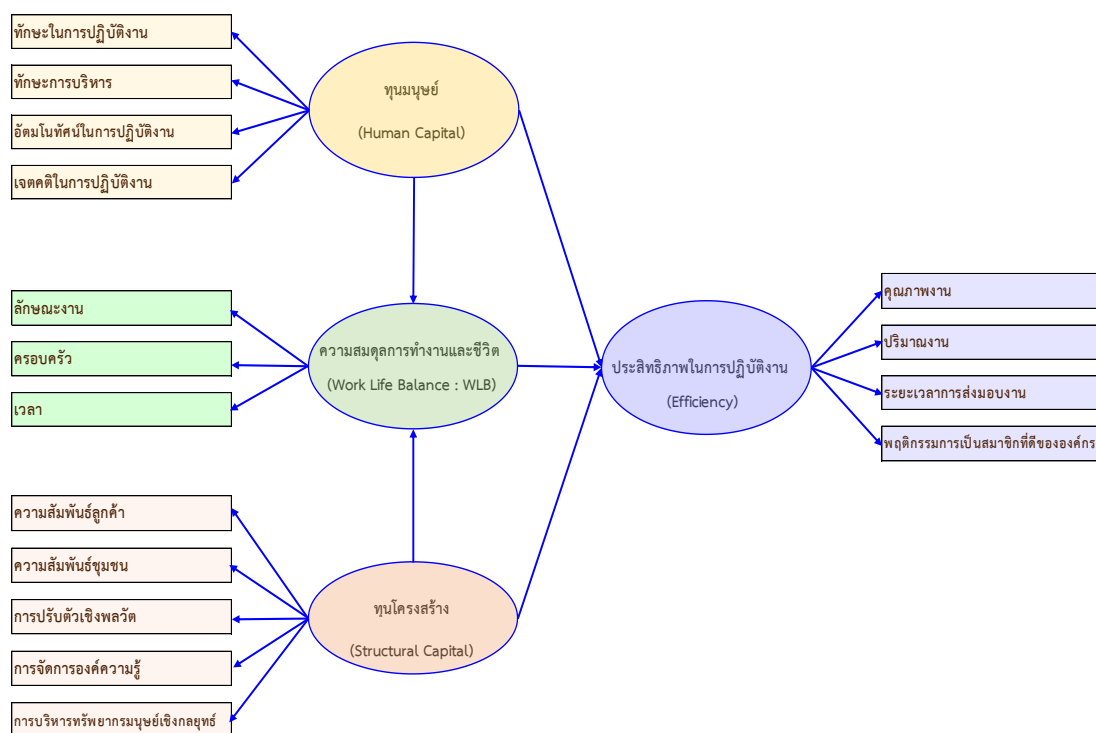 ทักษะในการปฏิบัติงาน
ทักษะการบริหาร
อัตมโนทัศน์ในการปฏิบัติงาน
เจตคติในการปฏิบัติงาน
ทุนมนุษย์
(Human Capital)
ลักษณะงาน
ครอบครัว
เวลา
ความสมดุลการทำงานและชีวิต
(Work Life Balance : WLB)
ประสิทธิภาพในการปฏิบัติงาน
(Efficiency)
คุณภาพงาน
ปริมาณงาน
ระยะเวลาการส่งมอบงาน
พฤติกรรมการเป็นสมาชิกที่ดีขององค์กร
ความสัมพันธ์ลูกค้า
ความสัมพันธ์ชุมชน
การปรับตัวเชิงพลวัต
การจัดการองค์ความรู้
การบริหารทรัพยากรมนุษย์เชิงกลยุทธ์
ทุนโครงสร้าง
(Structural Capital)